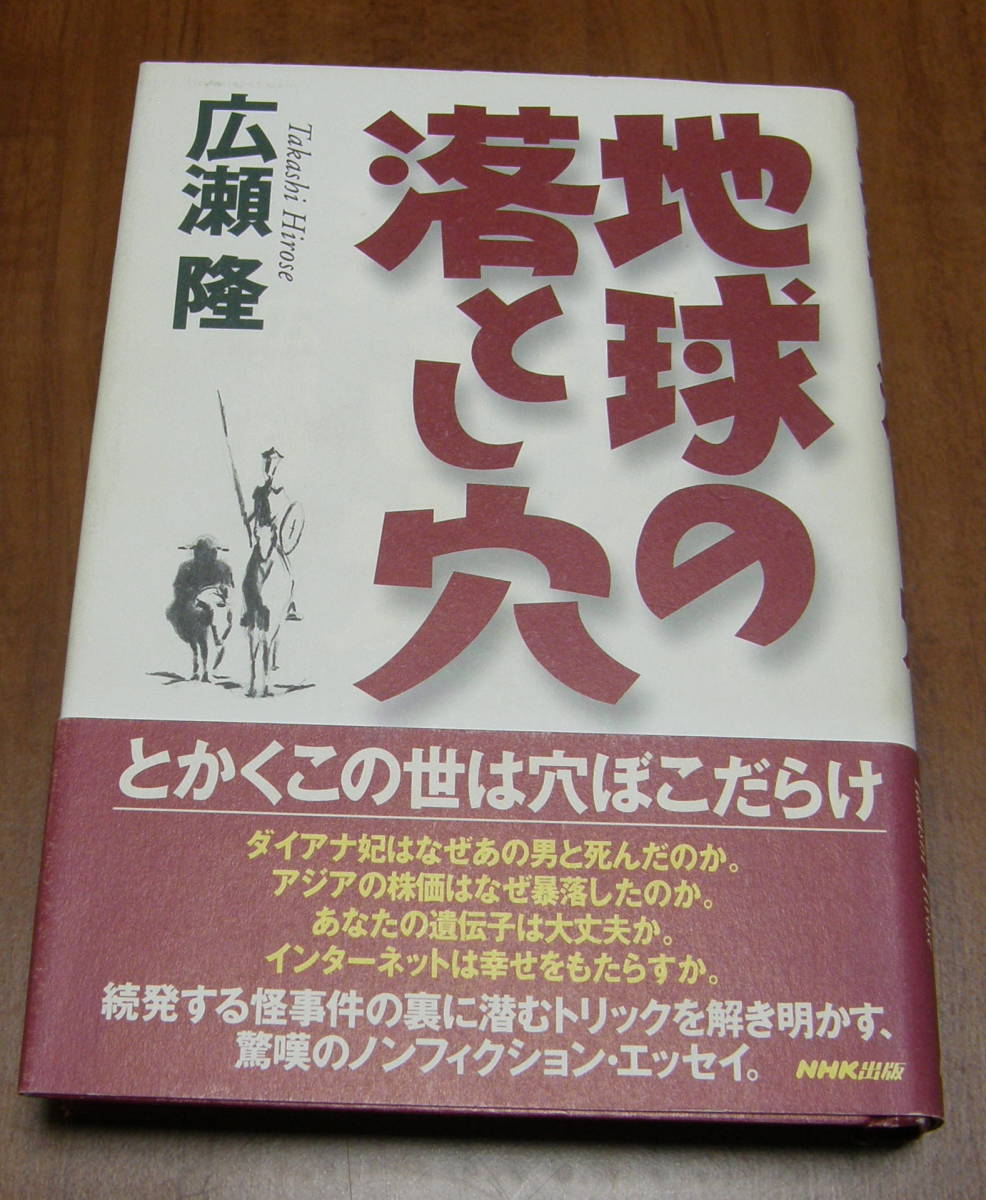 地球の
落とし穴
広瀬 隆
Takashi Hirose
とかくこの世は穴ぼこだらけ
ダイアナ妃はなぜあの男と死んだのか。
アジアの株価はなぜ暴落したのか。
あなたの遺伝子は大丈夫か。
インターネットは幸せをもたらすか。
続発する怪事件の裏に潜むトリックを解き明かす、
驚嘆のノンフィクション・エッセイ。
NHK出版